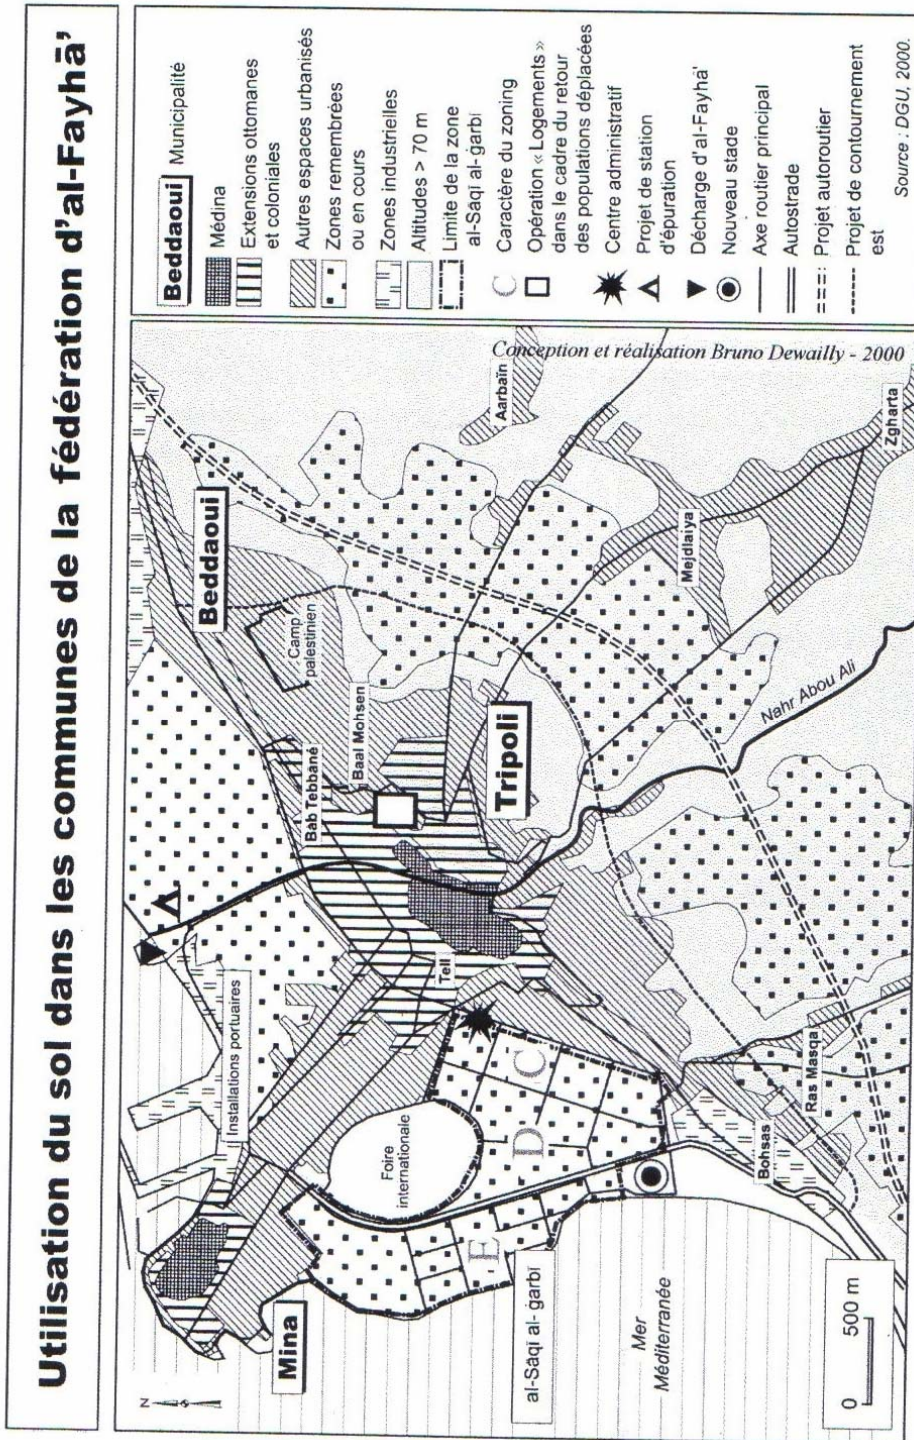 Utilisation du sol dans les communes de la fédération d'al-Fayhā'
Beddaoui
Municipalité
Médina
Extensions ottomanes
et coloniales
Autres espaces urbanisés
Zones remembrées
ou en cours
Zones industrielles
Altitudes > 70 m
Limite de la zone
al-Sāqī al-ġarbī
C
Caractère du zoning
Opération « Logements »
dans le cadre du retour
des populations déplacées
Centre administratif
Projet de station
d'épuration
Décharge d'al-Fayhā'
Nouveau stade
Axe routier principal
Autostrade
Projet autoroutier
Projet de contournement
est
Source : DGU, 2000.
Conception et réalisation Bruno Dewailly - 2000
N
Beddaoui
Aarbaïn
Camp
palestinien
Baal Mohsen
Bab Tebbané
Tripoli
Mejdlaiya
Zgharta
Nahr Abou Ali
Installations portuaires
Tell
Foire
internationale
Mina
C
D
E
al-Sāqī al-ġarbī
Ras Masqa
Bohsas
Mer
Méditerranée
0 500 m